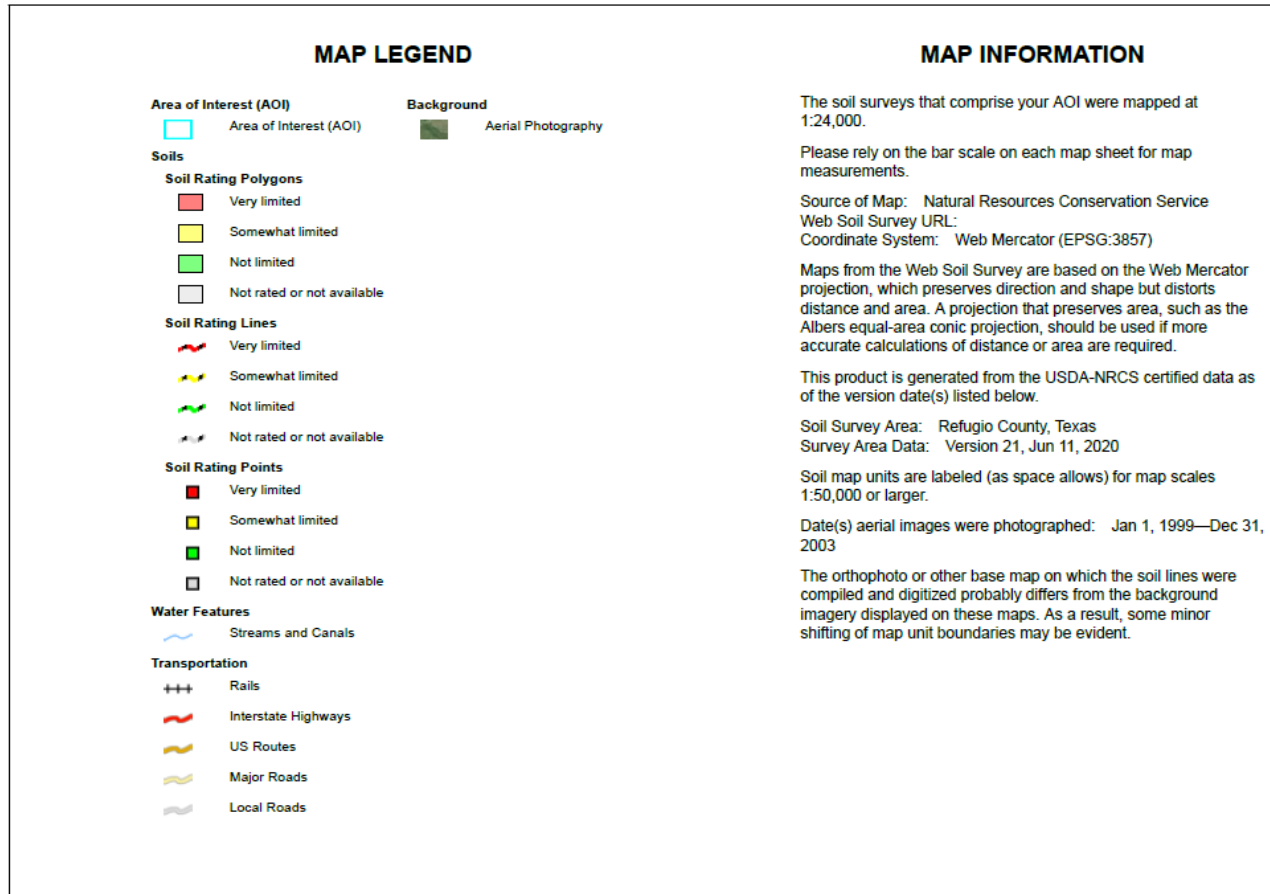 MAP LEGEND
Area of Interest (AOI)
Area of Interest (AOI)
Background
Aerial Photography
Soils
Soil Rating Polygons
Very limited
Somewhat limited
Not limited
Not rated or not available
Soil Rating Lines
Very limited
Somewhat limited
Not limited
Not rated or not available
Soil Rating Points
Very limited
Somewhat limited
Not limited
Not rated or not available
Water Features
Streams and Canals
Transportation
Rails
Interstate Highways
US Routes
Major Roads
Local Roads
MAP INFORMATION
The soil surveys that comprise your AOI were mapped at
1:24,000.
Please rely on the bar scale on each map sheet for map
measurements.
Source of Map: Natural Resources Conservation Service
Web Soil Survey URL:
Coordinate System: Web Mercator (EPSG:3857)
Maps from the Web Soil Survey are based on the Web Mercator
projection, which preserves direction and shape but distorts
distance and area. A projection that preserves area, such as the
Albers equal-area conic projection, should be used if more
accurate calculations of distance or area are required.
This product is generated from the USDA-NRCS certified data as
of the version date(s) listed below.
Soil Survey Area: Refugio County, Texas
Survey Area Data: Version 21, Jun 11, 2020
Soil map units are labeled (as space allows) for map scales
1:50,000 or larger.
Date(s) aerial images were photographed: Jan 1, 1999—Dec 31,
2003
The orthophoto or other base map on which the soil lines were
compiled and digitized probably differs from the background
imagery displayed on these maps. As a result, some minor
shifting of map unit boundaries may be evident.